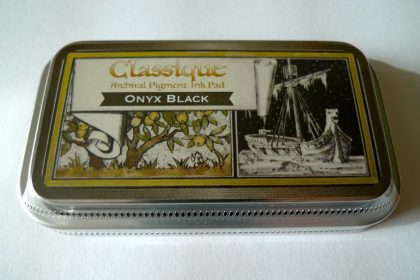 Classique
Archival Pigment Ink Pad
ONYX BLACK